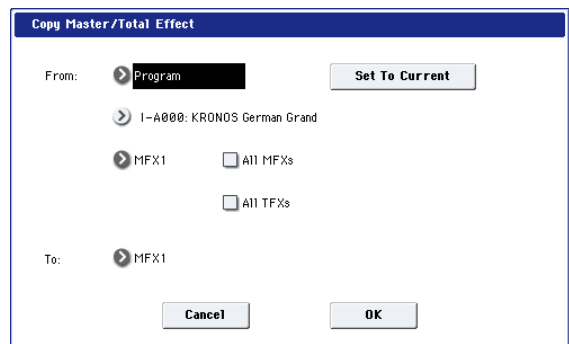 Copy Master/Total Effect
From: Program Set To Current
I-A000: KRONOS German Grand
MFX1 All MFXs
All TFXs
To: MFX1
Cancel OK